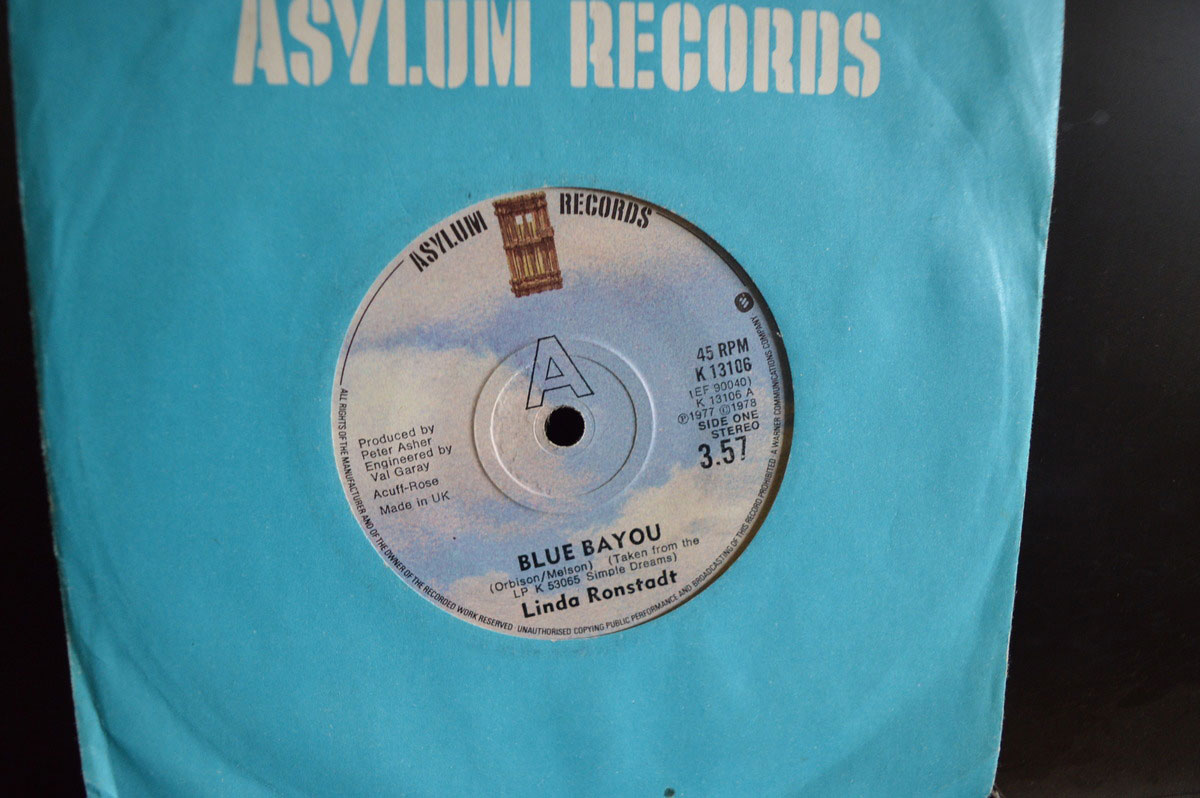 ASYLUM RECORDS
ASYLUM RECORDS
A
45 RPM
K 13106
(EF 90040)
K 13106 A
℗1977 ©1978
SIDE ONE
STEREO
3.57
Produced by
Peter Asher
Engineered by
Val Garay
Acuff-Rose
Made in UK
BLUE BAYOU
(Orbison/Melson) (Taken from the
LP K 53065 Simple Dreams)
Linda Ronstadt
ALL RIGHTS OF THE MANUFACTURER AND OF THE OWNER OF THE RECORDED WORK RESERVED · UNAUTHORISED COPYING PUBLIC PERFORMANCE AND BROADCASTING OF THIS RECORD PROHIBITED · A WARNER COMMUNICATIONS COMPANY